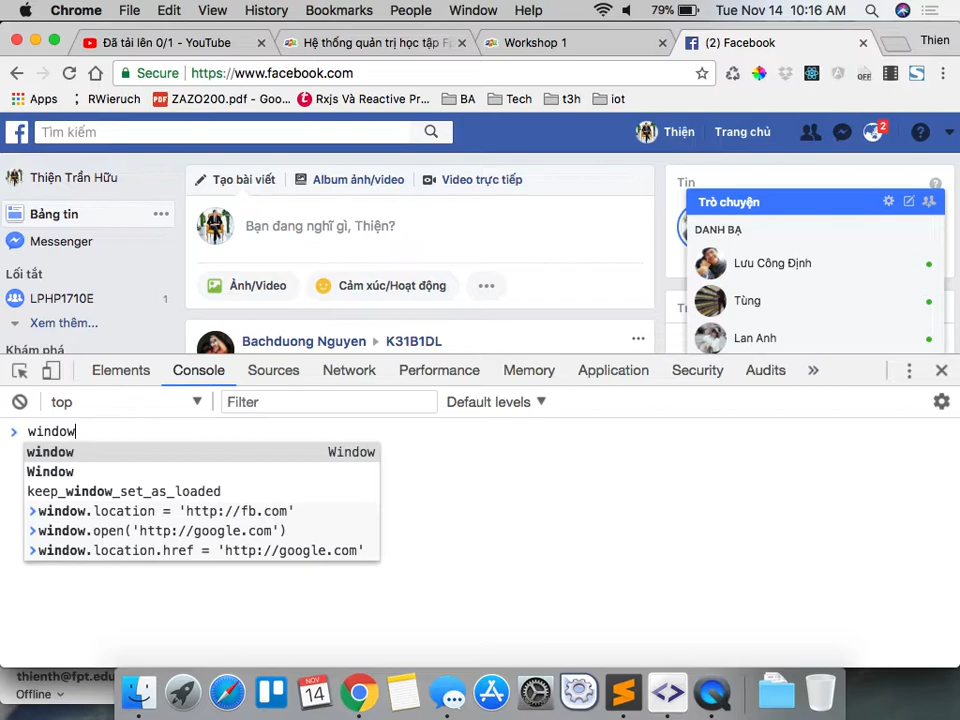 Chrome File Edit View History Bookmarks People Window Help 79% Tue Nov 14 10:16 AM
Đã tải lên 0/1 - YouTube
Hệ thống quản trị học tập Fp
Workshop 1
(2) Facebook
Thien
Secure https://www.facebook.com
OFF
Apps RWieruch ZAZO200.pdf - Goo... Rxjs Và Reactive Pr... BA Tech t3h iot
Tìm kiếm
Thiện Trang chủ 2
Thiện Trần Hữu
Bảng tin
Messenger
Lối tắt
LPHP1710E 1
Xem thêm...
Khám phá
Tạo bài viết Album ảnh/video Video trực tiếp
Bạn đang nghĩ gì, Thiện?
Ảnh/Video Cảm xúc/Hoạt động
Bachduong Nguyen K31B1DL
Tin
Trò chuyện
DANH BẠ
Lưu Công Định
Tùng
Lan Anh
Elements Console Sources Network Performance Memory Application Security Audits »
top Filter Default levels
> window
window Window
Window
keep_window_set_as_loaded
>window.location = 'http://fb.com'
>window.open('http://google.com')
>window.location.href = 'http://google.com'
thienth@fpt.edu
Offline
NOV
14